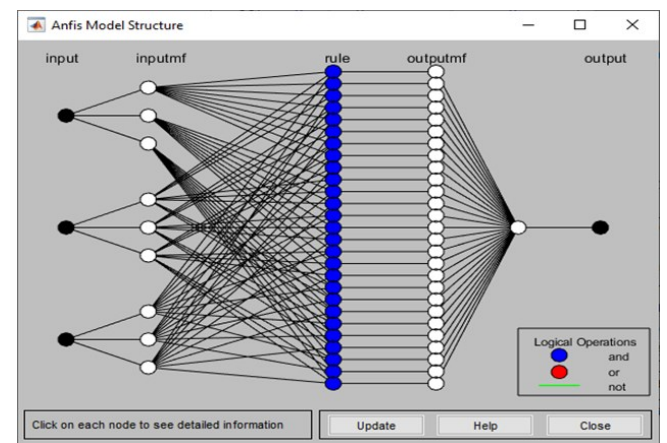 Anfis Model Structure
input inputmf rule outputmf output
Logical Operations
and
or
not
Click on each node to see detailed information Update Help Close